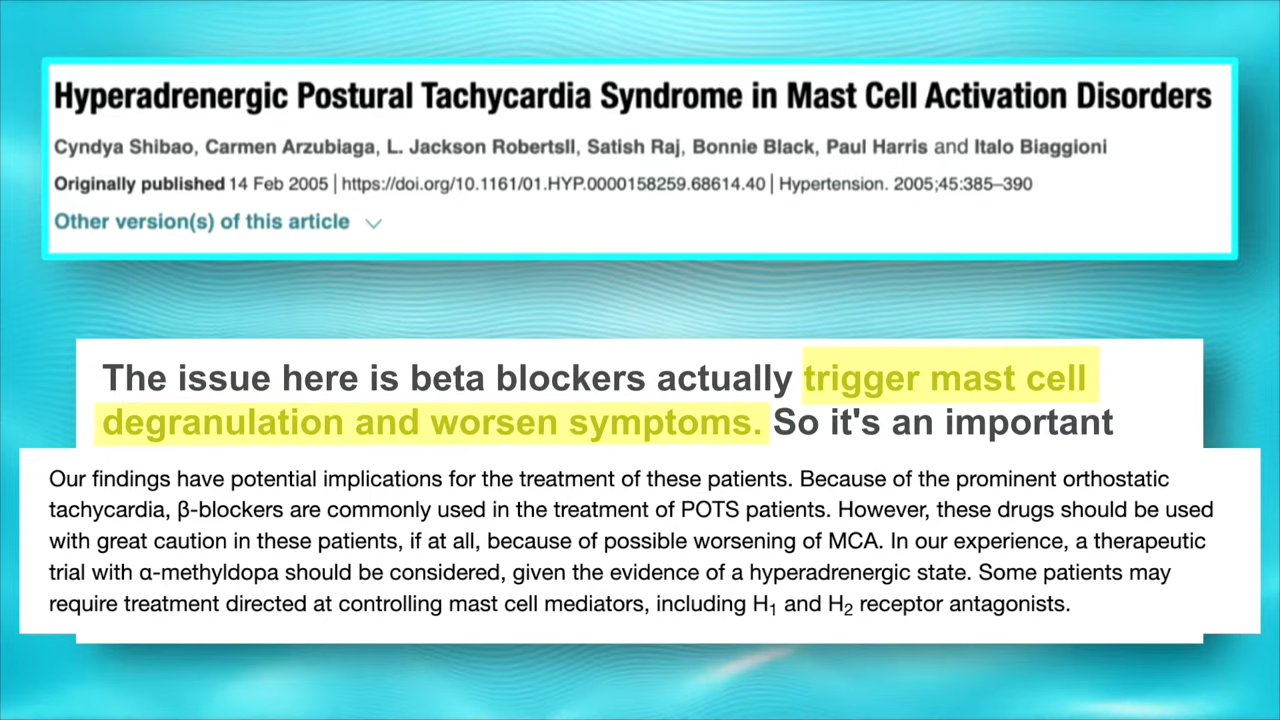 Hyperadrenergic Postural Tachycardia Syndrome in Mast Cell Activation Disorders
Cyndya Shibao, Carmen Arzubiaga, L. Jackson RobertsII, Satish Raj, Bonnie Black, Paul Harris and Italo Biaggioni
Originally published 14 Feb 2005 | https://doi.org/10.1161/01.HYP.0000158259.68614.40 | Hypertension. 2005;45:385–390
Other version(s) of this article
The issue here is beta blockers actually trigger mast cell
degranulation and worsen symptoms. So it's an important
Our findings have potential implications for the treatment of these patients. Because of the prominent orthostatic
tachycardia, β-blockers are commonly used in the treatment of POTS patients. However, these drugs should be used
with great caution in these patients, if at all, because of possible worsening of MCA. In our experience, a therapeutic
trial with α-methyldopa should be considered, given the evidence of a hyperadrenergic state. Some patients may
require treatment directed at controlling mast cell mediators, including H₁ and H₂ receptor antagonists.